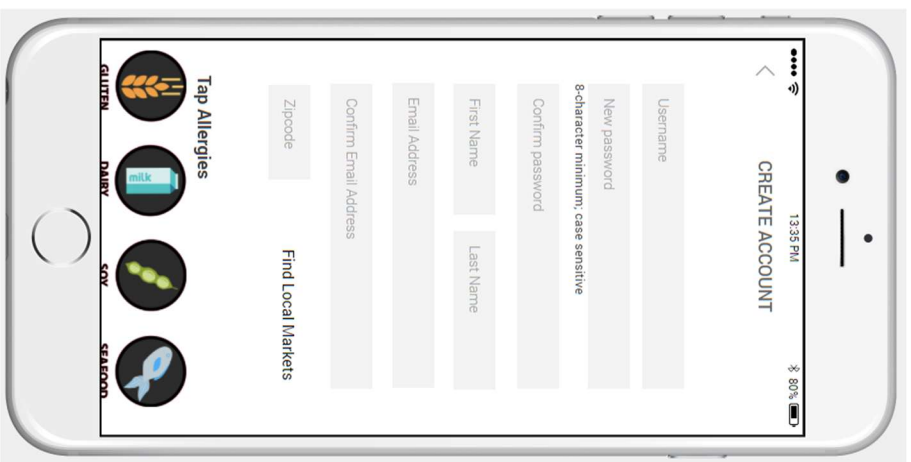 13:35 PM 80%
CREATE ACCOUNT
Username
New password
8-character minimum; case sensitive
Confirm password
First Name Last Name
Email Address
Confirm Email Address
Zipcode Find Local Markets
Tap Allergies
milk
GLUTEN DAIRY SOY SEAFOOD